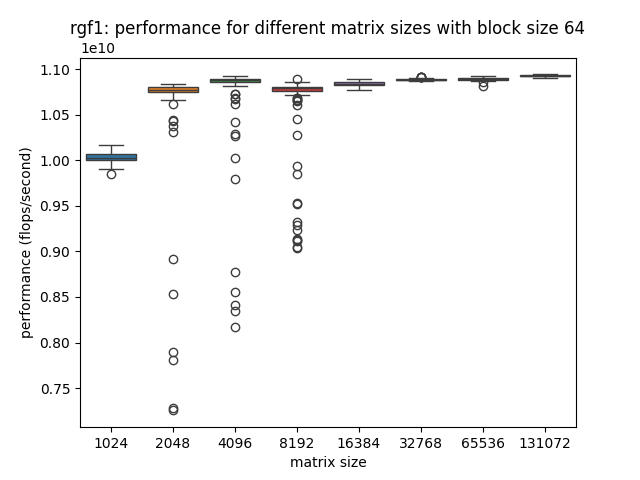 rgf1: performance for different matrix sizes with block size 64
1e10
1.10
1.05
1.00
0.95
0.90
0.85
0.80
0.75
performance (flops/second)
1024 2048 4096 8192 16384 32768 65536 131072
matrix size